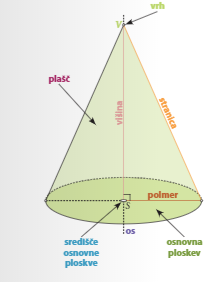 vrh
V
plašč
višina
stranica
polmer
S
os
središče
osnovne
ploskve
osnovna
ploskev